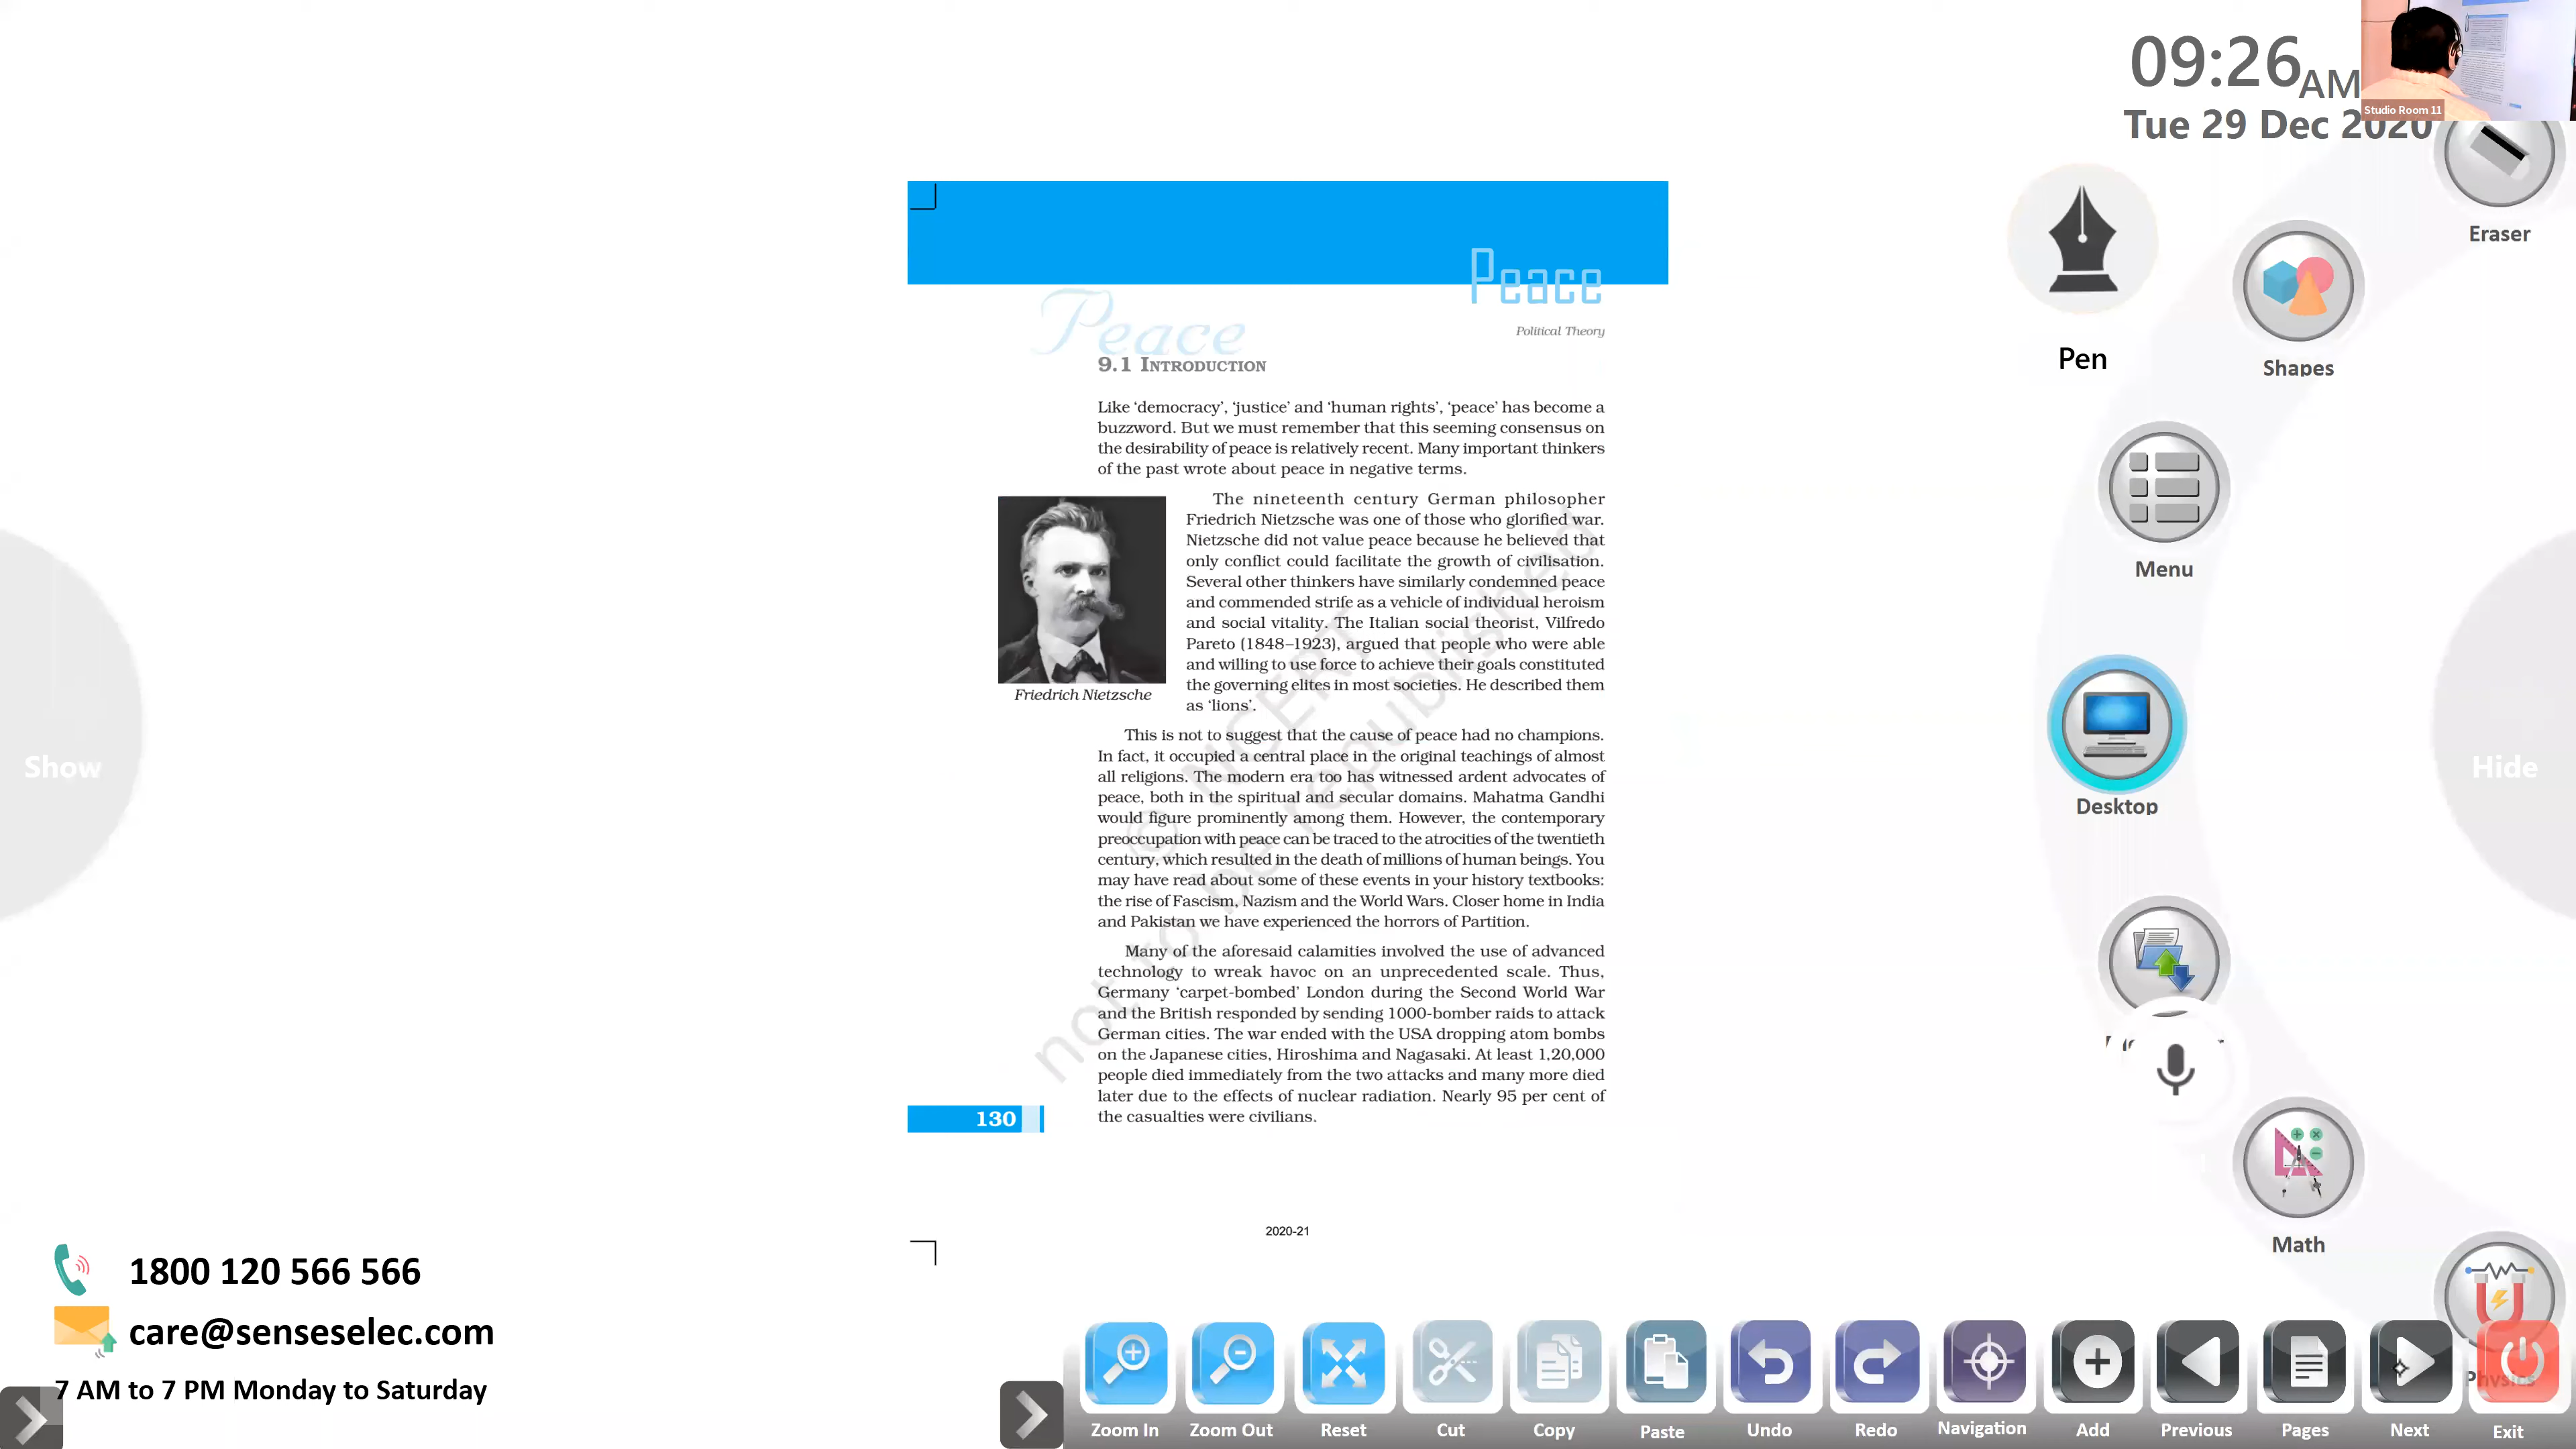 09:26 AM
Tue 29 Dec 2020
Studio Room 11
Eraser
Pen
Shapes
Menu
Desktop
Math
Physics
Show
Hide
Peace
Peace
Political Theory
9.1 INTRODUCTION
Like ‘democracy’, ‘justice’ and ‘human rights’, ‘peace’ has become a
buzzword. But we must remember that this seeming consensus on
the desirability of peace is relatively recent. Many important thinkers
of the past wrote about peace in negative terms.
The nineteenth century German philosopher
Friedrich Nietzsche was one of those who glorified war.
Nietzsche did not value peace because he believed that
only conflict could facilitate the growth of civilisation.
Several other thinkers have similarly condemned peace
and commended strife as a vehicle of individual heroism
and social vitality. The Italian social theorist, Vilfredo
Pareto (1848–1923), argued that people who were able
and willing to use force to achieve their goals constituted
the governing elites in most societies. He described them
as ‘lions’.
Friedrich Nietzsche
This is not to suggest that the cause of peace had no champions.
In fact, it occupied a central place in the original teachings of almost
all religions. The modern era too has witnessed ardent advocates of
peace, both in the spiritual and secular domains. Mahatma Gandhi
would figure prominently among them. However, the contemporary
preoccupation with peace can be traced to the atrocities of the twentieth
century, which resulted in the death of millions of human beings. You
may have read about some of these events in your history textbooks:
the rise of Fascism, Nazism and the World Wars. Closer home in India
and Pakistan we have experienced the horrors of Partition.
Many of the aforesaid calamities involved the use of advanced
technology to wreak havoc on an unprecedented scale. Thus,
Germany ‘carpet-bombed’ London during the Second World War
and the British responded by sending 1000-bomber raids to attack
German cities. The war ended with the USA dropping atom bombs
on the Japanese cities, Hiroshima and Nagasaki. At least 1,20,000
people died immediately from the two attacks and many more died
later due to the effects of nuclear radiation. Nearly 95 per cent of
the casualties were civilians.
© NCERT
not to be republished
130
2020-21
1800 120 566 566
care@senseselec.com
7 AM to 7 PM Monday to Saturday
Zoom In
Zoom Out
Reset
Cut
Copy
Paste
Undo
Redo
Navigation
Add
Previous
Pages
Next
Exit